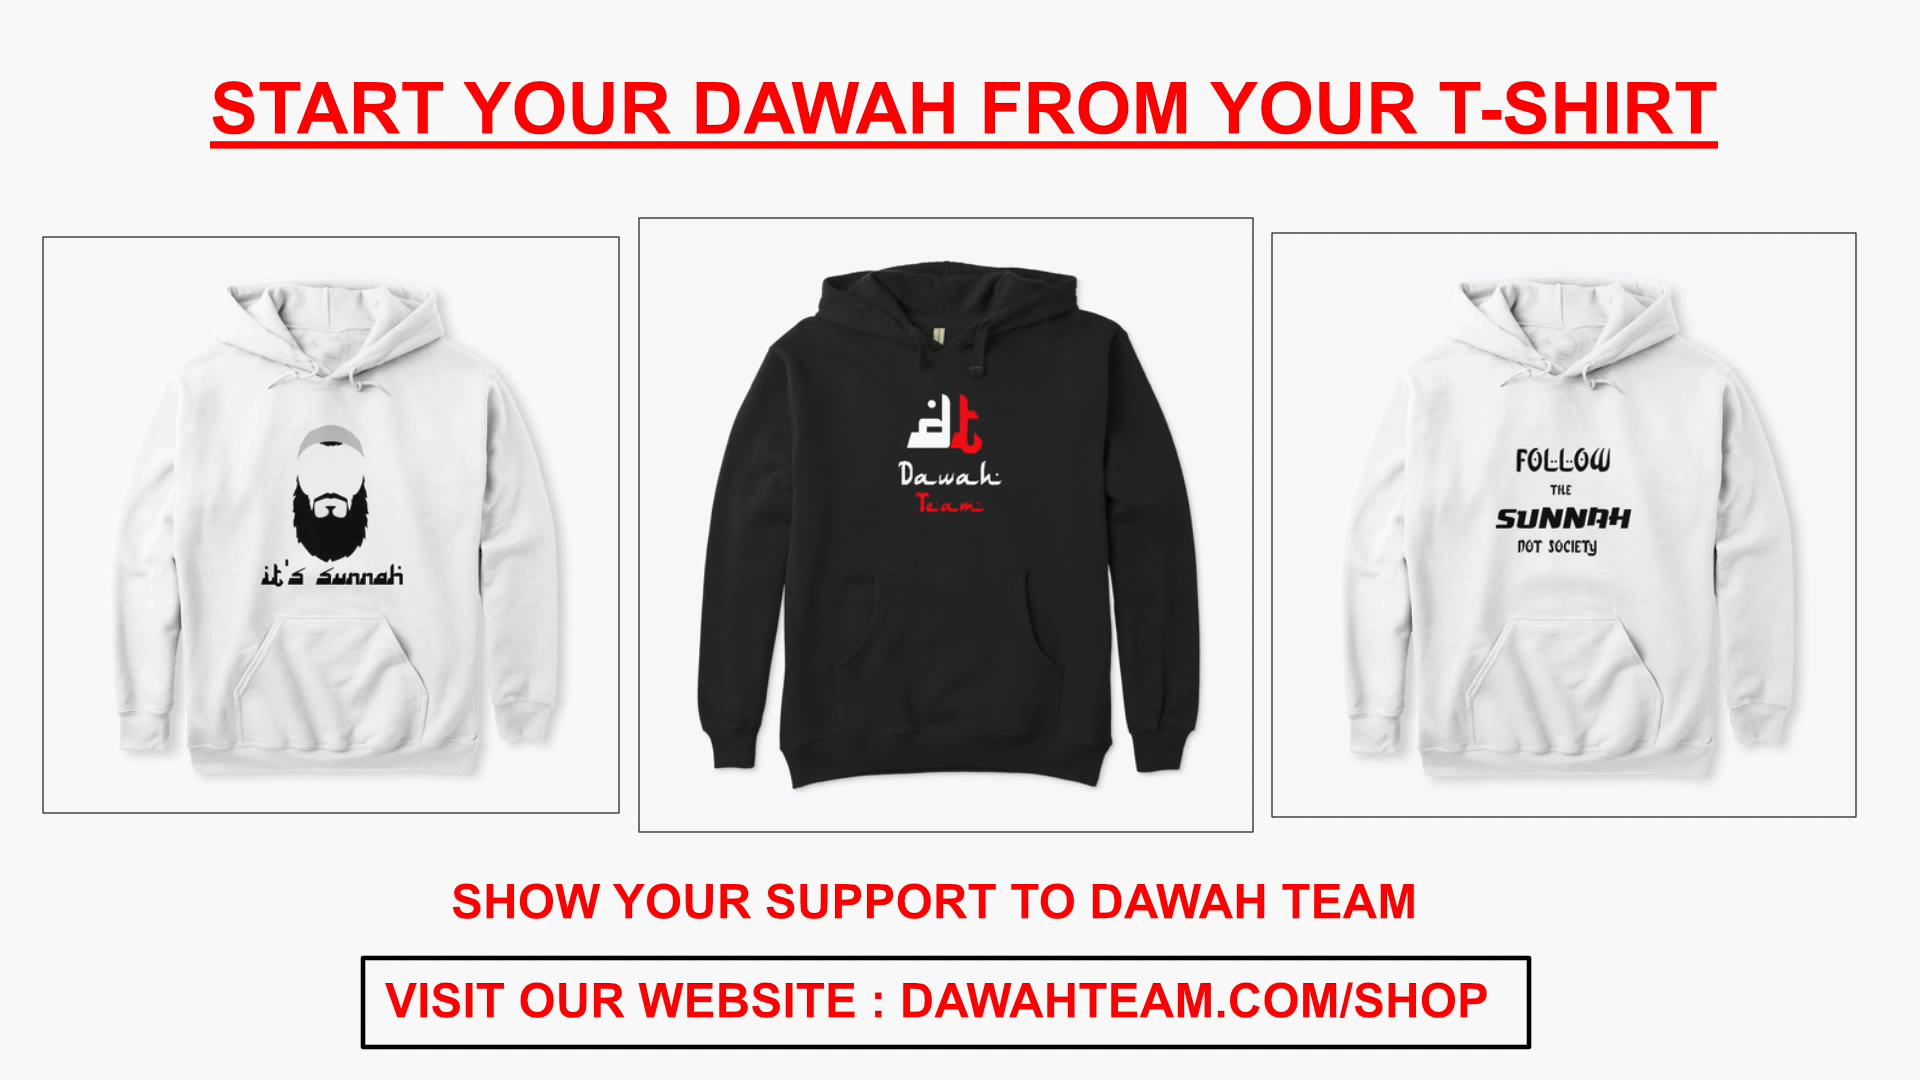 START YOUR DAWAH FROM YOUR T-SHIRT
it's sunnah
dt
Dawah
Team
FOLLOW
THE
SUNNAH
NOT SOCIETY
SHOW YOUR SUPPORT TO DAWAH TEAM
VISIT OUR WEBSITE : DAWAHTEAM.COM/SHOP